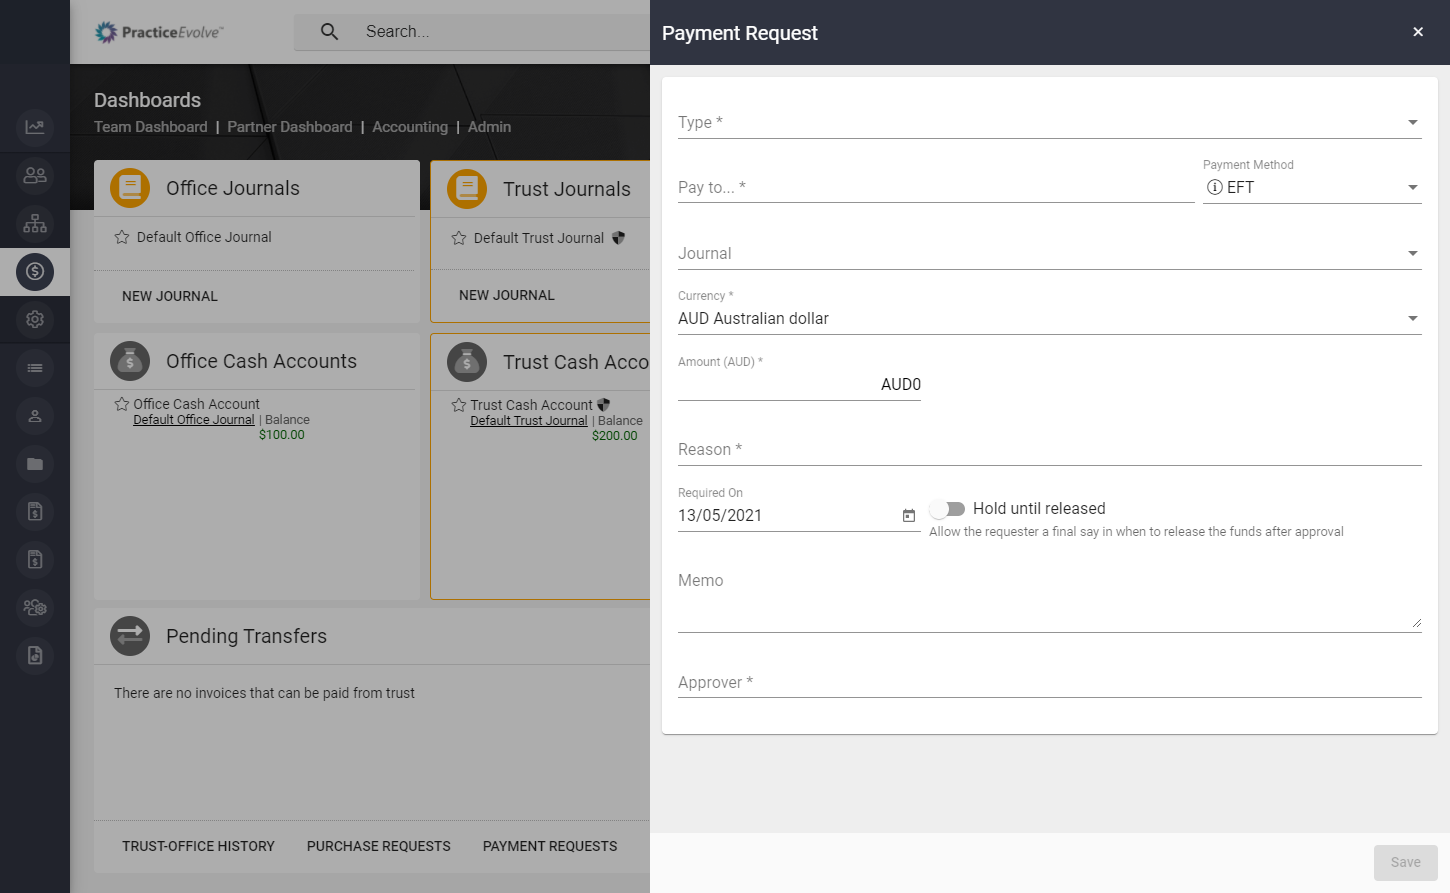 PracticeEvolve™
Search...
Dashboards
Team Dashboard | Partner Dashboard | Accounting | Admin
Office Journals
Default Office Journal
NEW JOURNAL
Trust Journals
Default Trust Journal
NEW JOURNAL
Office Cash Accounts
Office Cash Account
Default Office Journal | Balance
$100.00
Trust Cash Acco
Trust Cash Account
Default Trust Journal | Balance
$200.00
Pending Transfers
There are no invoices that can be paid from trust
TRUST-OFFICE HISTORY PURCHASE REQUESTS PAYMENT REQUESTS
Payment Request
Type *
Pay to... *
Payment Method
EFT
Journal
Currency *
AUD Australian dollar
Amount (AUD) *
AUD0
Reason *
Required On
13/05/2021
Hold until released
Allow the requester a final say in when to release the funds after approval
Memo
Approver *
Save